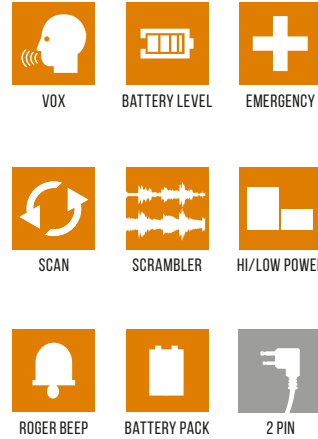 VOX
BATTERY LEVEL
EMERGENCY
SCAN
SCRAMBLER
HI/LOW POWER
ROGER BEEP
BATTERY PACK
2 PIN